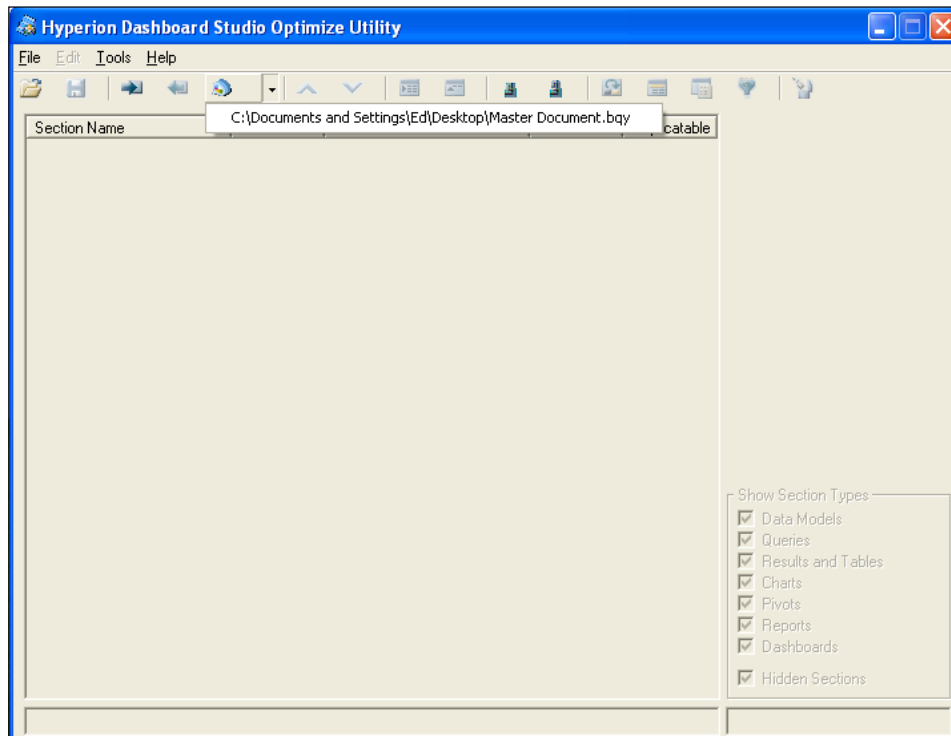 Hyperion Dashboard Studio Optimize Utility
File Edit Tools Help
C:\Documents and Settings\Ed\Desktop\Master Document.bqy
Section Name
Show Section Types
Data Models
Queries
Results and Tables
Charts
Pivots
Reports
Dashboards
Hidden Sections